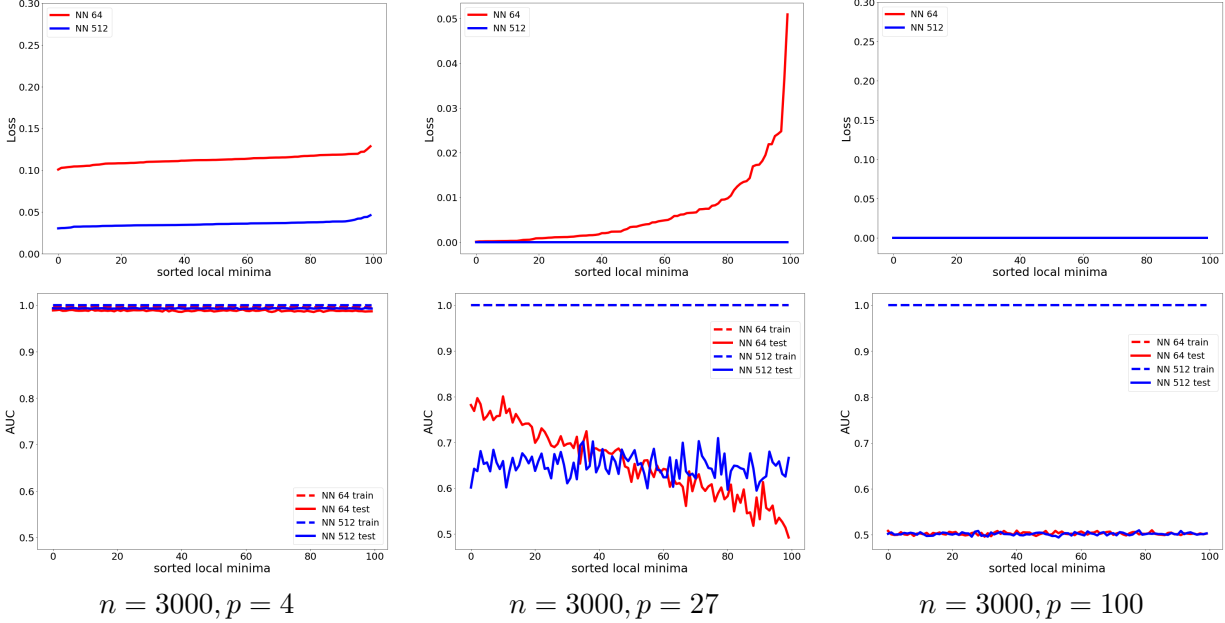 NN 64
NN 512
Loss
0.30
0.25
0.20
0.15
0.10
0.05
0.00
0 20 40 60 80 100
sorted local minima
NN 64
NN 512
Loss
0.05
0.04
0.03
0.02
0.01
0.00
0 20 40 60 80 100
sorted local minima
NN 64
NN 512
Loss
0.30
0.25
0.20
0.15
0.10
0.05
0.00
0 20 40 60 80 100
sorted local minima
AUC
1.0
0.9
0.8
0.7
0.6
0.5
NN 64 train
NN 64 test
NN 512 train
NN 512 test
0 20 40 60 80 100
sorted local minima
n = 3000, p = 4
AUC
1.0
0.9
0.8
0.7
0.6
0.5
NN 64 train
NN 64 test
NN 512 train
NN 512 test
0 20 40 60 80 100
sorted local minima
n = 3000, p = 27
AUC
1.0
0.9
0.8
0.7
0.6
0.5
NN 64 train
NN 64 test
NN 512 train
NN 512 test
0 20 40 60 80 100
sorted local minima
n = 3000, p = 100